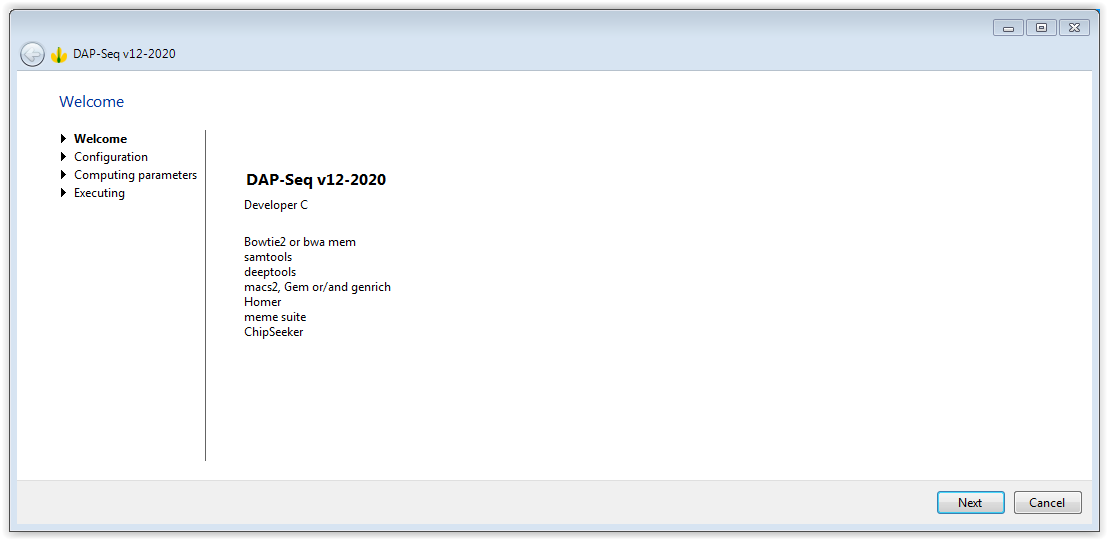 DAP-Seq v12-2020
Welcome
Welcome
Configuration
Computing parameters
Executing
DAP-Seq v12-2020
Developer C
Bowtie2 or bwa mem
samtools
deeptools
macs2, Gem or/and genrich
Homer
meme suite
ChipSeeker
Next
Cancel